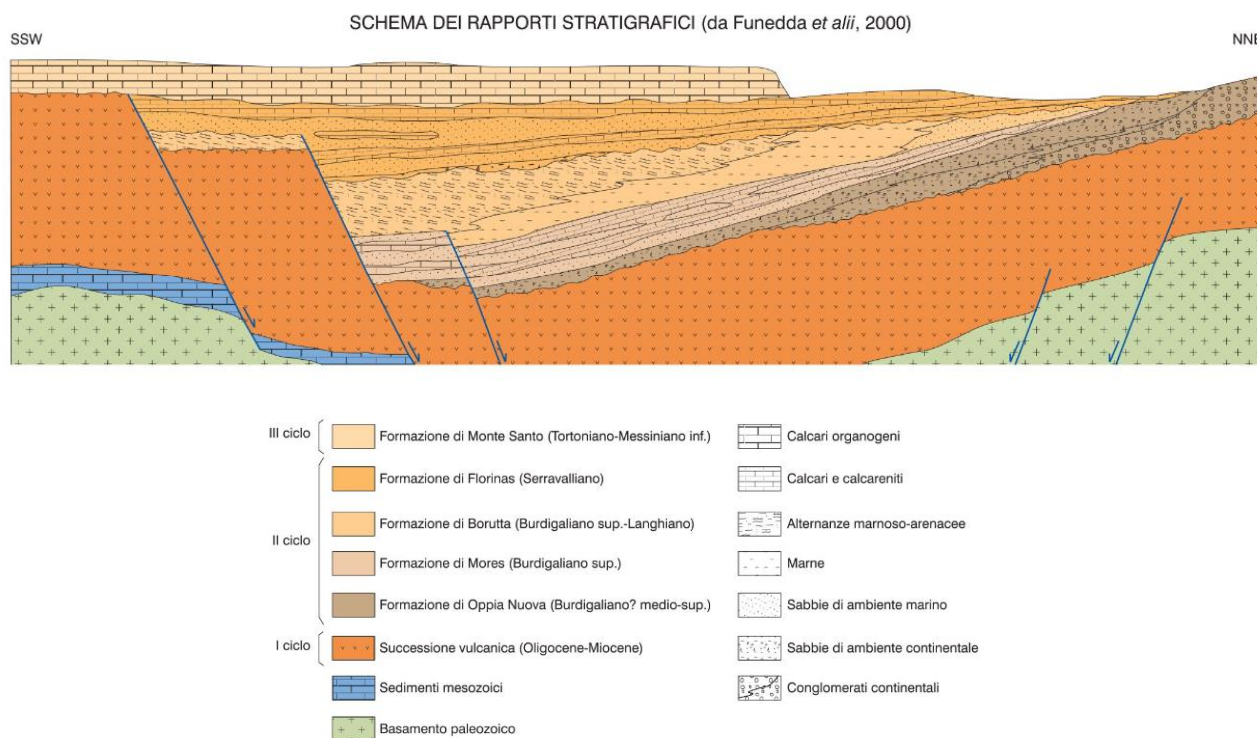 SCHEMA DEI RAPPORTI STRATIGRAFICI (da Funedda et alii, 2000)
SSW
NNE
III ciclo
Formazione di Monte Santo (Tortoniano-Messiniano inf.)
Calcari organogeni
Formazione di Florinas (Serravalliano)
Calcari e calcareniti
II ciclo
Formazione di Borutta (Burdigaliano sup.-Langhiano)
Alternanze marnoso-arenacee
Formazione di Mores (Burdigaliano sup.)
Marne
Formazione di Oppia Nuova (Burdigaliano? medio-sup.)
Sabbie di ambiente marino
I ciclo
Successione vulcanica (Oligocene-Miocene)
Sabbie di ambiente continentale
Sedimenti mesozoici
Conglomerati continentali
Basamento paleozoico